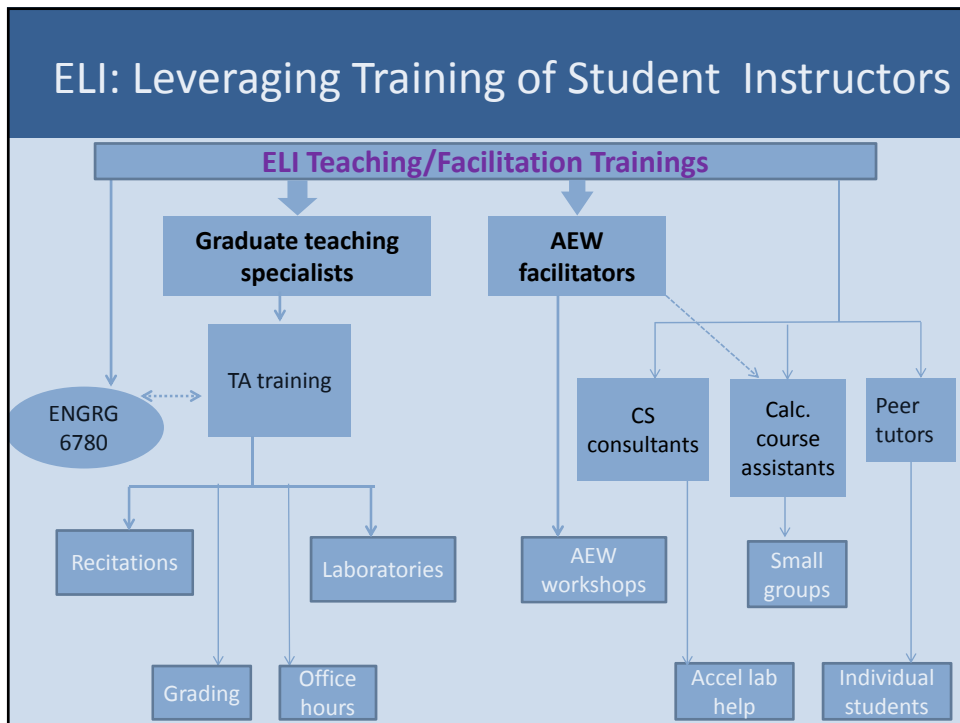 ELI: Leveraging Training of Student  Instructors
ELI Teaching/Facilitation Trainings
Graduate teaching
specialists
AEW
facilitators
TA training
ENGRG
6780
CS
consultants
Calc.
course
assistants
Peer
tutors
Recitations
Laboratories
AEW
workshops
Small
groups
Grading
Office
hours
Accel lab
help
Individual
students